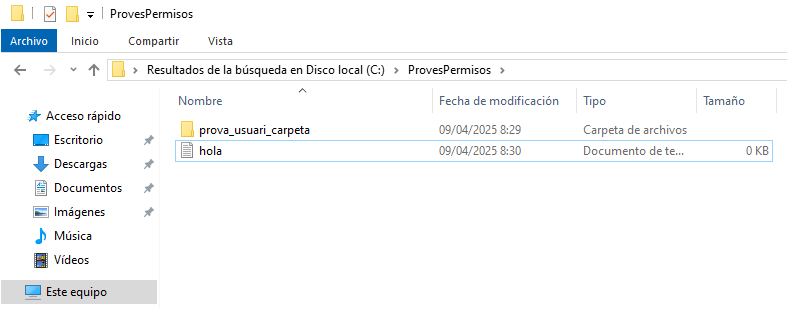 ProvesPermisos
Archivo Inicio Compartir Vista
Resultados de la búsqueda en Disco local (C:) ProvesPermisos
Nombre Fecha de modificación Tipo Tamaño
Acceso rápido
Escritorio
Descargas
Documentos
Imágenes
Música
Vídeos
Este equipo
prova_usuari_carpeta 09/04/2025 8:29 Carpeta de archivos
hola 09/04/2025 8:30 Documento de te... 0 KB